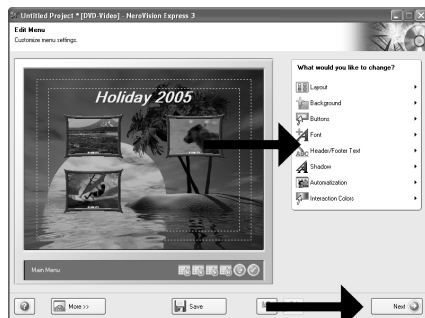 Untitled Project *[DVD-Video] - NeroVision Express 3
Edit Menu
Customize menu settings.
What would you like to change?
Holiday 2005
Layout
Background
Buttons
Font
Header/Footer Text
Shadow
Automatization
Interaction Colors
Main Menu
More >>
Save
Next